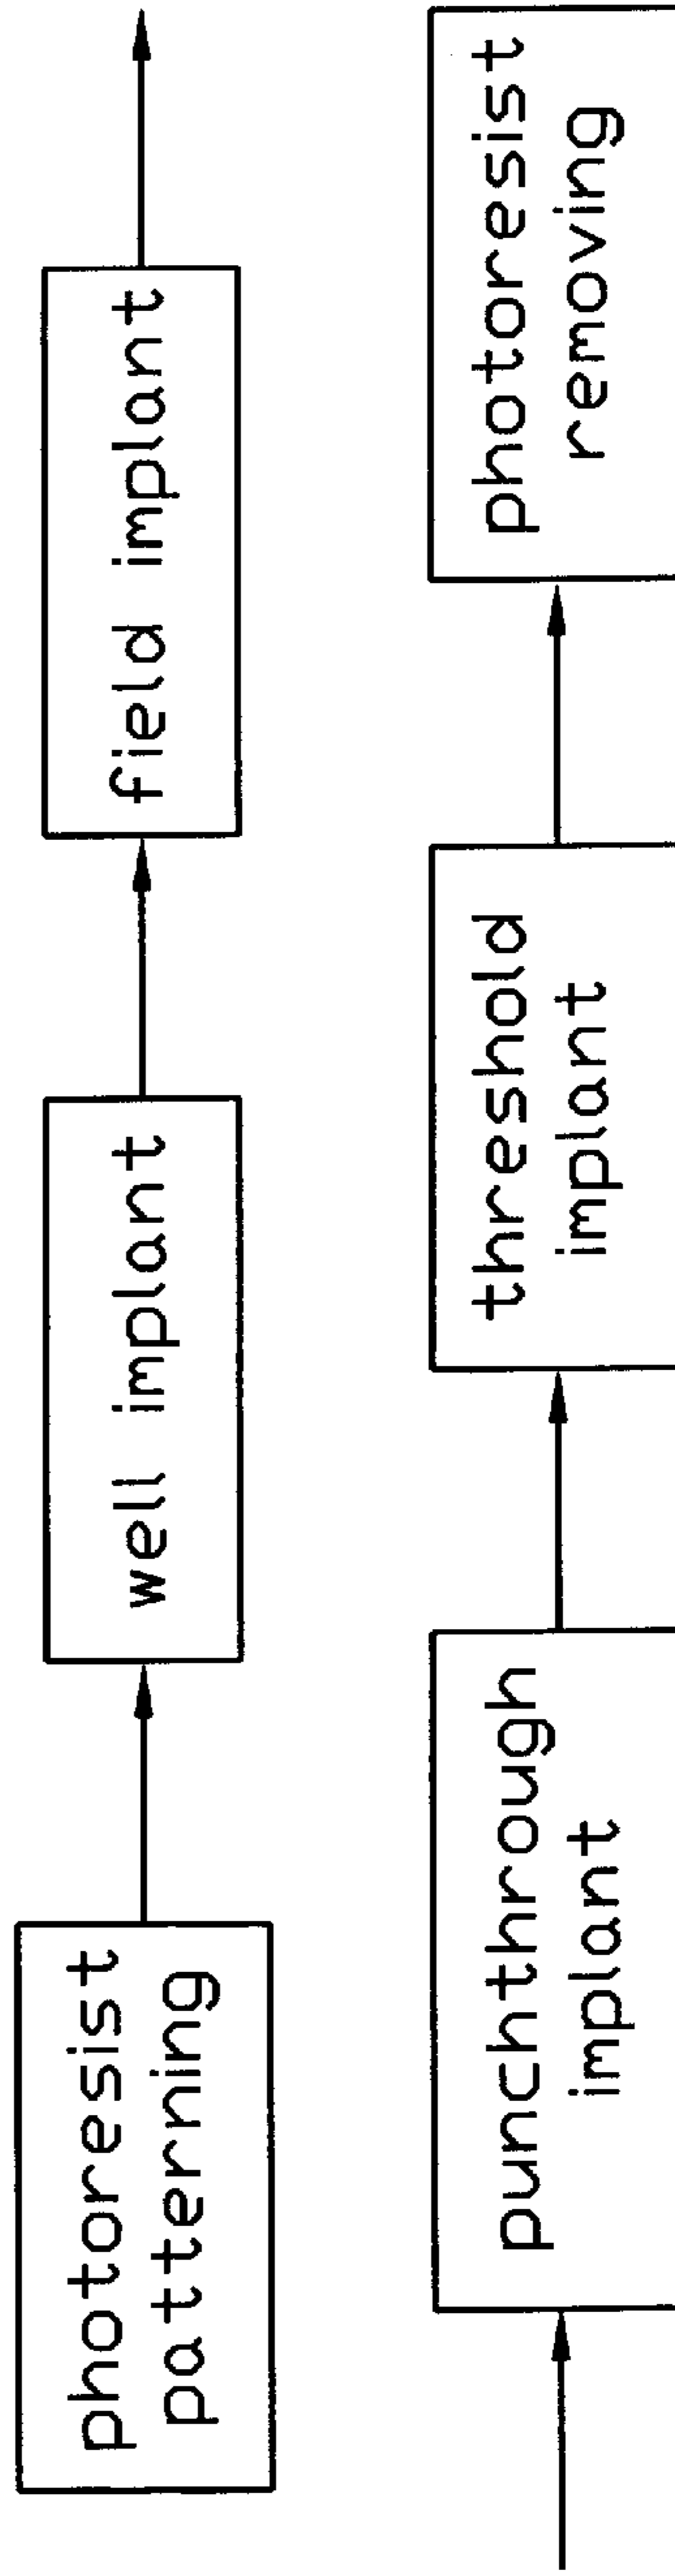 photoresist
patterning
well implant
field implant
punchthrough
implant
threshold
implant
photoresist
removing